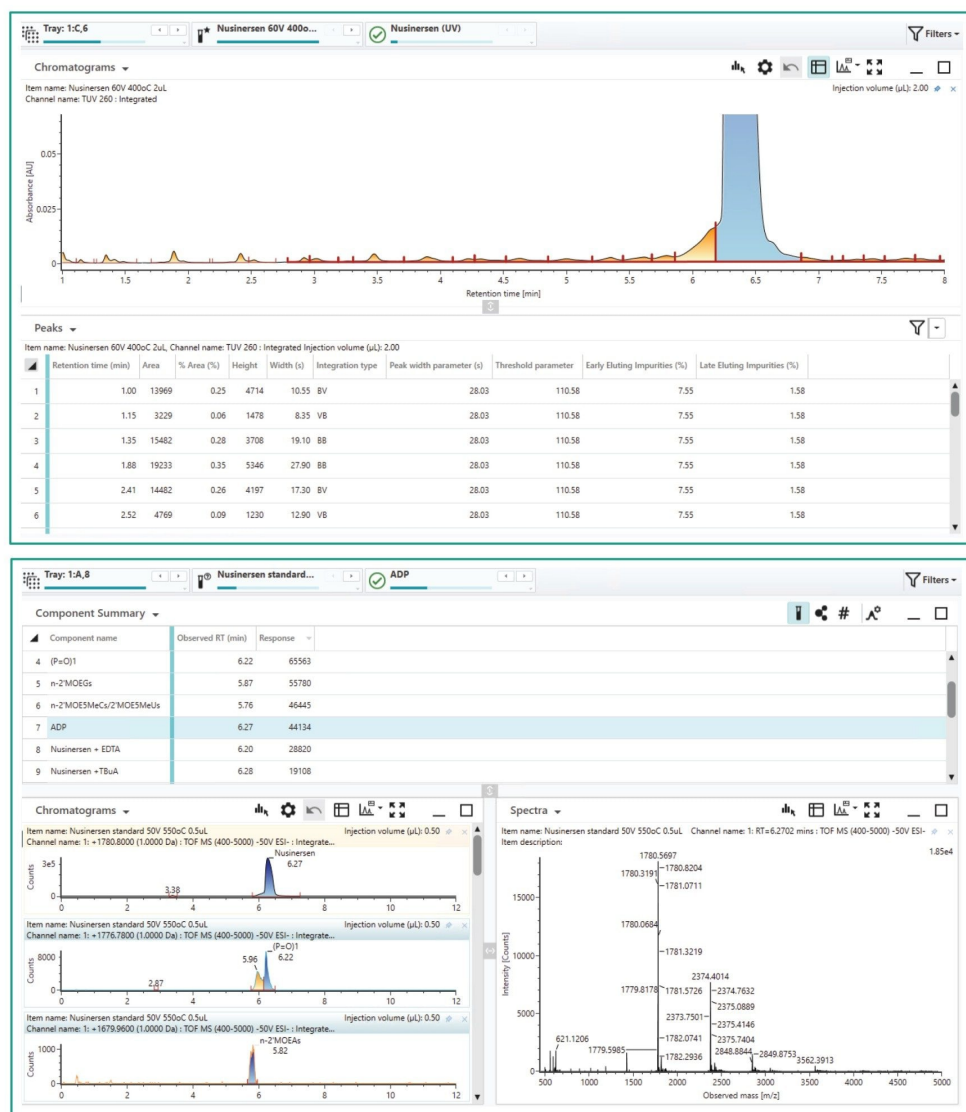 Tray: 1:C,6
Nusinersen 60V 400o...
Nusinersen (UV)
Filters
Chromatograms
Item name: Nusinersen 60V 400oC 2uL
Channel name: TUV 260 : Integrated
Injection volume (µL): 2.00
Absorbance [AU]
0.05
0.025
0
1 1.5 2 2.5 3 3.5 4 4.5 5 5.5 6 6.5 7 7.5 8
Retention time [min]
Peaks
Item name: Nusinersen 60V 400oC 2uL, Channel name: TUV 260 : Integrated Injection volume (µL): 2.00
Retention time (min) Area % Area (%) Height Width (s) Integration type Peak width parameter (s) Threshold parameter Early Eluting Impurities (%) Late Eluting Impurities (%)
1 1.00 13969 0.25 4714 10.55 BV 28.03 110.58 7.55 1.58
2 1.15 3229 0.06 1478 8.35 VB 28.03 110.58 7.55 1.58
3 1.35 15482 0.28 3708 19.10 BB 28.03 110.58 7.55 1.58
4 1.88 19233 0.35 5346 27.90 BB 28.03 110.58 7.55 1.58
5 2.41 14482 0.26 4197 17.30 BV 28.03 110.58 7.55 1.58
6 2.52 4769 0.09 1230 12.90 VB 28.03 110.58 7.55 1.58
Tray: 1:A,8
Nusinersen standard...
ADP
Filters
Component Summary
Component name Observed RT (min) Response
4 (P=O)1 6.22 65563
5 n-2'MOEGs 5.87 55780
6 n-2'MOE5MeCs/2'MOE5MeUs 5.76 46445
7 ADP 6.27 44134
8 Nusinersen + EDTA 6.20 28820
9 Nusinersen +TBuA 6.28 19108
Chromatograms
Item name: Nusinersen standard 50V 550oC 0.5uL Injection volume (µL): 0.50
Channel name: 1: +1780.8000 (1.0000 Da) : TOF MS (400-5000) -50V ESI- : Integrate...
Nusinersen
6.27
3.38
Counts
3e5
0
0 2 4 6 8 10 12
Item name: Nusinersen standard 50V 550oC 0.5uL Injection volume (µL): 0.50
Channel name: 1: +1776.7800 (1.0000 Da) : TOF MS (400-5000) -50V ESI- : Integrate...
(P=O)1
6.22
5.96
2.87
Counts
8000
0
0 2 4 6 8 10 12
Item name: Nusinersen standard 50V 550oC 0.5uL Injection volume (µL): 0.50
Channel name: 1: +1679.9600 (1.0000 Da) : TOF MS (400-5000) -50V ESI- : Integrate...
n-2'MOEAs
5.82
Counts
1000
0
0 2 4 6 8 10 12
Spectra
Item name: Nusinersen standard 50V 550oC 0.5uL Channel name: 1: RT=6.2702 mins : TOF MS (400-5000) -50V ESI-
Item description:
1.85e4
1780.5697
1780.3191
1780.8204
1781.0711
1780.0684
1781.3219
1779.8178
1781.5726
2374.4014
2374.7632
2375.0889
2373.7501
2375.4146
1782.0741
2375.7404
621.1206
1779.5985
1782.2936
2848.8844
2849.8753
3562.3913
Intensity [Counts]
15000
10000
5000
0
500 1000 1500 2000 2500 3000 3500 4000 4500 5000
Observed mass [m/z]